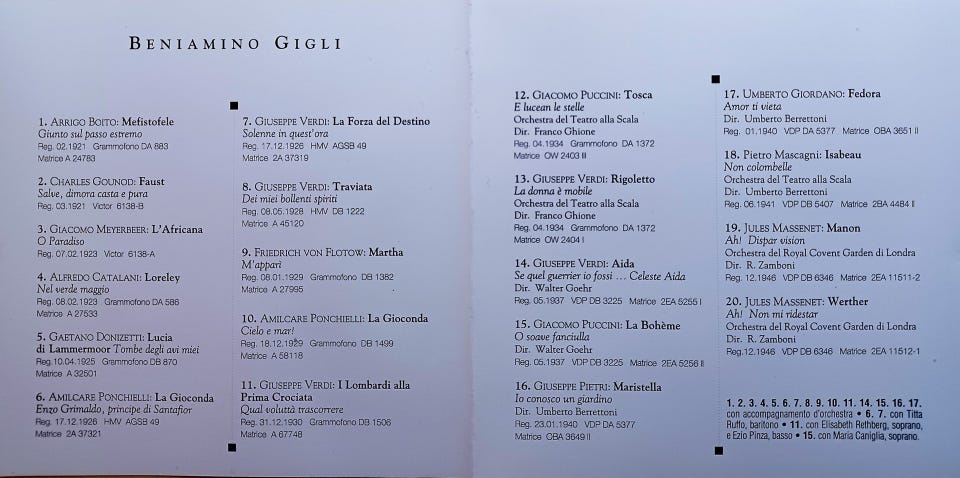 BENIAMINO GIGLI
1. ARRIGO BOITO: Mefistofele
Giunto sul passo estremo
Reg. 02.1921 Grammofono DA 883
Matrice A 24783
2. CHARLES GOUNOD: Faust
Salve, dimora casta e pura
Reg. 03.1921 Victor 6138-B
3. GIACOMO MEYERBEER: L'Africana
O Paradiso
Reg. 07.02.1923 Victor 6138-A
4. ALFREDO CATALANI: Loreley
Nel verde maggio
Reg. 08.02.1923 Grammofono DA 586
Matrice A 27533
5. GAETANO DONIZETTI: Lucia
di Lammermoor Tombe degli avi miei
Reg. 10.04.1925 Grammofono DB 870
Matrice A 32501
6. AMILCARE PONCHIELLI: La Gioconda
Enzo Grimaldo, principe di Santafior
Reg. 17.12.1926 HMV AGSB 49
Matrice 2A 37321
7. GIUSEPPE VERDI: La Forza del Destino
Solenne in quest'ora
Reg. 17.12.1926 HMV AGSB 49
Matrice 2A 37319
8. GIUSEPPE VERDI: Traviata
Dei miei bollenti spiriti
Reg. 08.05.1928 HMV DB 1222
Matrice A 45120
9. FRIEDRICH VON FLOTOW: Martha
M'apparì
Reg. 08.01.1929 Grammofono DB 1382
Matrice A 27995
10. AMILCARE PONCHIELLI: La Gioconda
Cielo e mar!
Reg. 18.12.1929 Grammofono DB 1499
Matrice A 58118
11. GIUSEPPE VERDI: I Lombardi alla
Prima Crociata
Qual voluttà trascorrere
Reg. 31.12.1930 Grammofono DB 1506
Matrice A 67748
12. GIACOMO PUCCINI: Tosca
E lucean le stelle
Orchestra del Teatro alla Scala
Dir. Franco Ghione
Reg. 04.1934 Grammofono DA 1372
Matrice OW 2403 III
13. GIUSEPPE VERDI: Rigoletto
La donna è mobile
Orchestra del Teatro alla Scala
Dir. Franco Ghione
Reg. 04.1934 Grammofono DA 1372
Matrice OW 2404 I
14. GIUSEPPE VERDI: Aida
Se quel guerrier io fossi ... Celeste Aida
Dir. Walter Goehr
Reg. 05.1937 VDP DB 3225 Matrice 2EA 5255 I
15. GIACOMO PUCCINI: La Bohème
O soave fanciulla
Dir. Walter Goehr
Reg. 05.1937 VDP DB 3225 Matrice 2EA 5256 II
16. GIUSEPPE PIETRI: Maristella
Io conosco un giardino
Dir. Umberto Berrettoni
Reg. 23.01.1940 VDP DA 5377
Matrice OBA 3649 II
17. UMBERTO GIORDANO: Fedora
Amor ti vieta
Dir. Umberto Berrettoni
Reg. 01.1940 VDP DA 5377 Matrice OBA 3651 II
18. Pietro Mascagni: Isabeau
Non colombelle
Orchestra del Teatro alla Scala
Dir. Umberto Berrettoni
Reg. 06.1941 VDP DB 5407 Matrice 2BA 4484 II
19. JULES MASSENET: Manon
Ah! Dispar vision
Orchestra del Royal Covent Garden di Londra
Dir. R. Zamboni
Reg. 12.1946 VDP DB 6346 Matrice 2EA 11511-2
20. JULES MASSENET: Werther
Ah! Non mi ridestar
Orchestra del Royal Covent Garden di Londra
Dir. R. Zamboni
Reg.12.1946 VDP DB 6346 Matrice 2EA 11512-1
1. 2. 3. 4. 5. 6. 7. 8. 9. 10. 11. 14. 15. 16. 17.
con accompagnamento d'orchestra • 6. 7. con Titta
Ruffo, baritono • 11. con Elisabeth Rethberg, soprano,
e Ezio Pinza, basso • 15. con Maria Caniglia, soprano.